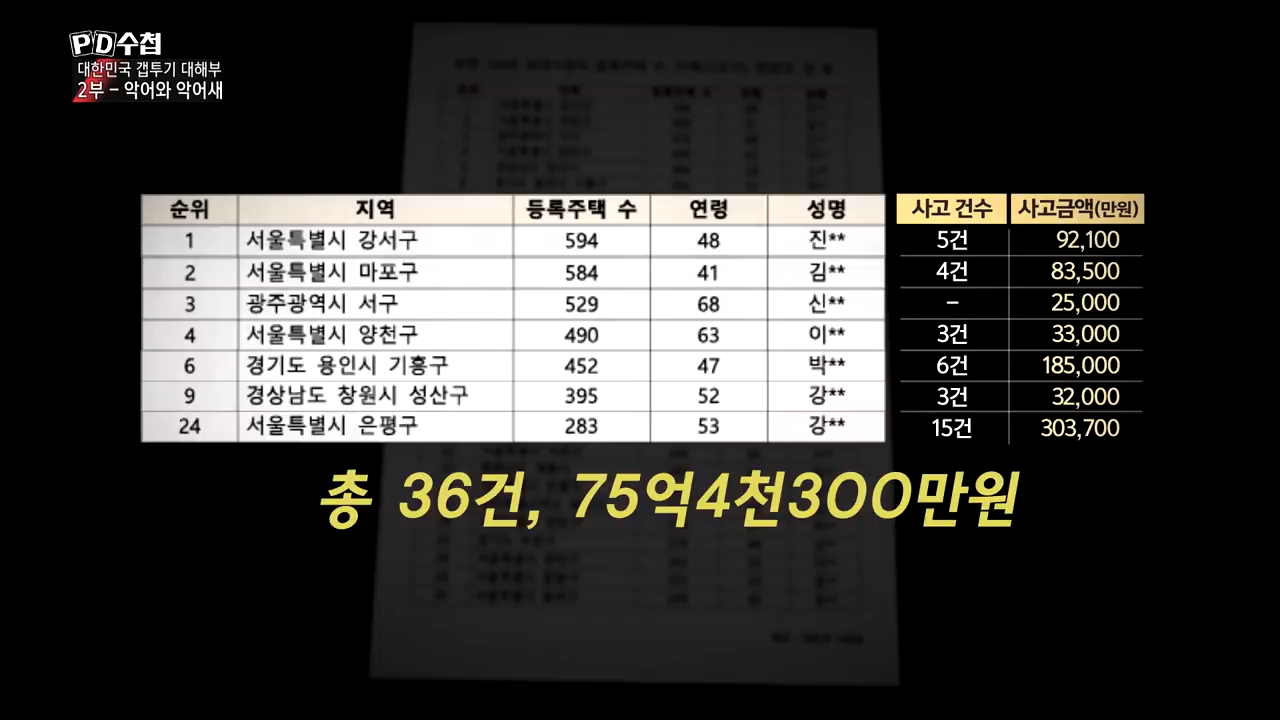 PD수첩
대한민국 갭투기 대해부
2부 - 악어와 악어새
순위 지역 등록주택 수 연령 성명 사고 건수 사고금액(만원)
1 서울특별시 강서구 594 48 진** 5건 92,100
2 서울특별시 마포구 584 41 김** 4건 83,500
3 광주광역시 서구 529 68 신** - 25,000
4 서울특별시 양천구 490 63 이** 3건 33,000
6 경기도 용인시 기흥구 452 47 박** 6건 185,000
9 경상남도 창원시 성산구 395 52 강** 3건 32,000
24 서울특별시 은평구 283 53 강** 15건 303,700
총 36건, 75억4천300만원